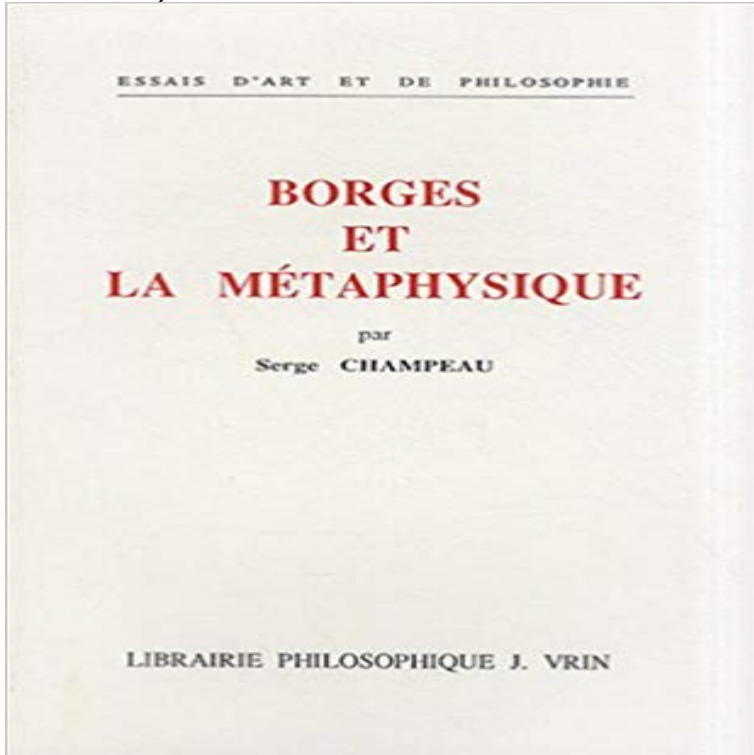 ESSAIS D'ART ET DE PHILOSOPHIE
BORGES
ET
LA MÉTAPHYSIQUE
par
Serge CHAMPEAU
LIBRAIRIE PHILOSOPHIQUE J. VRIN